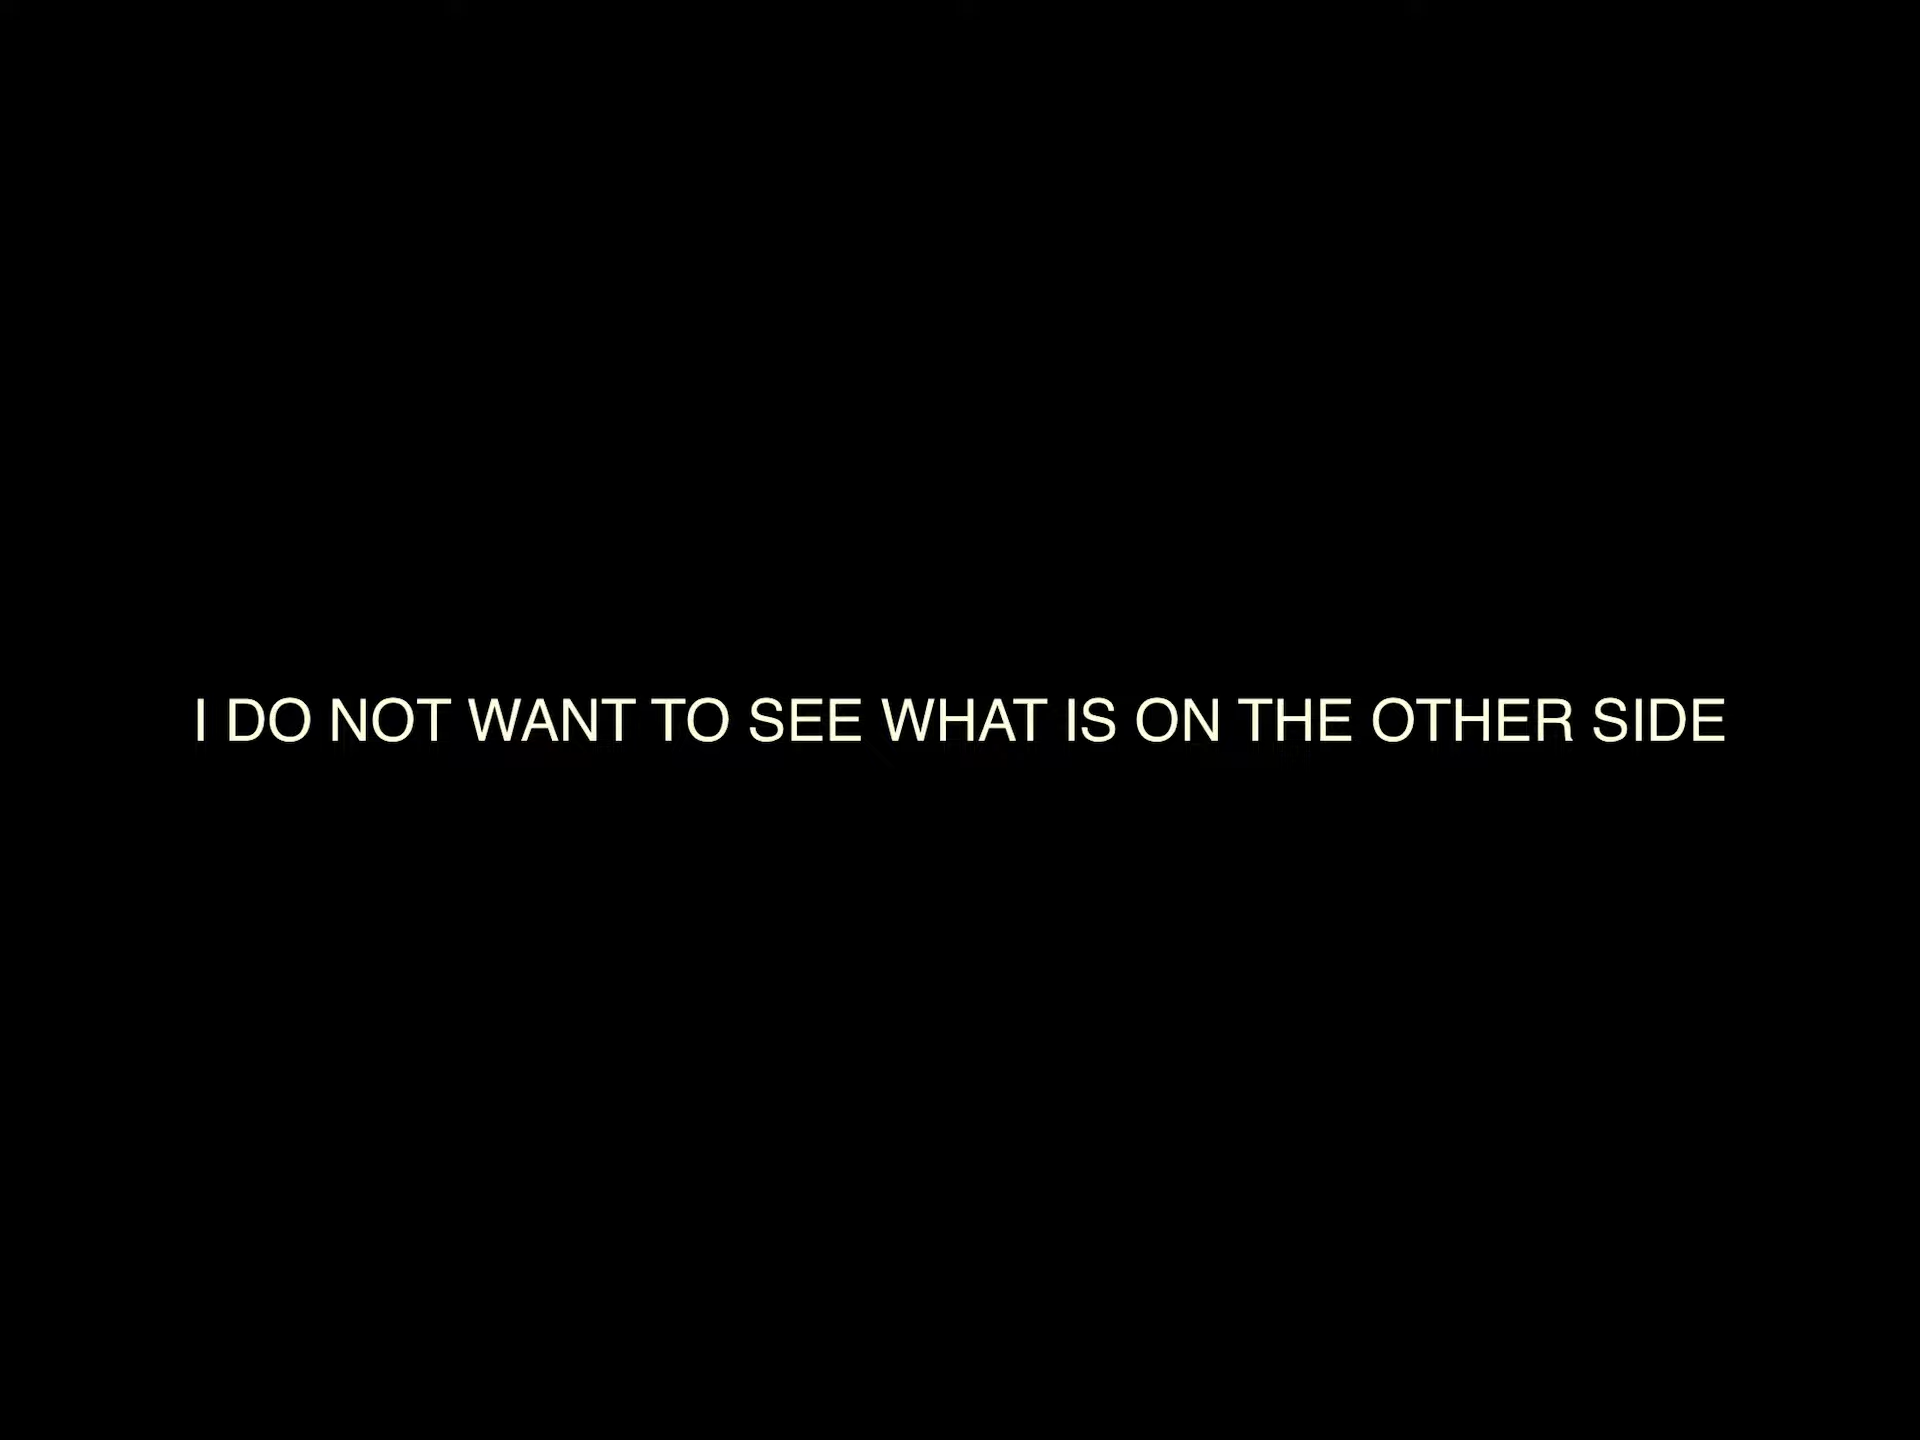 I DO NOT WANT TO SEE WHAT IS ON THE OTHER SIDE